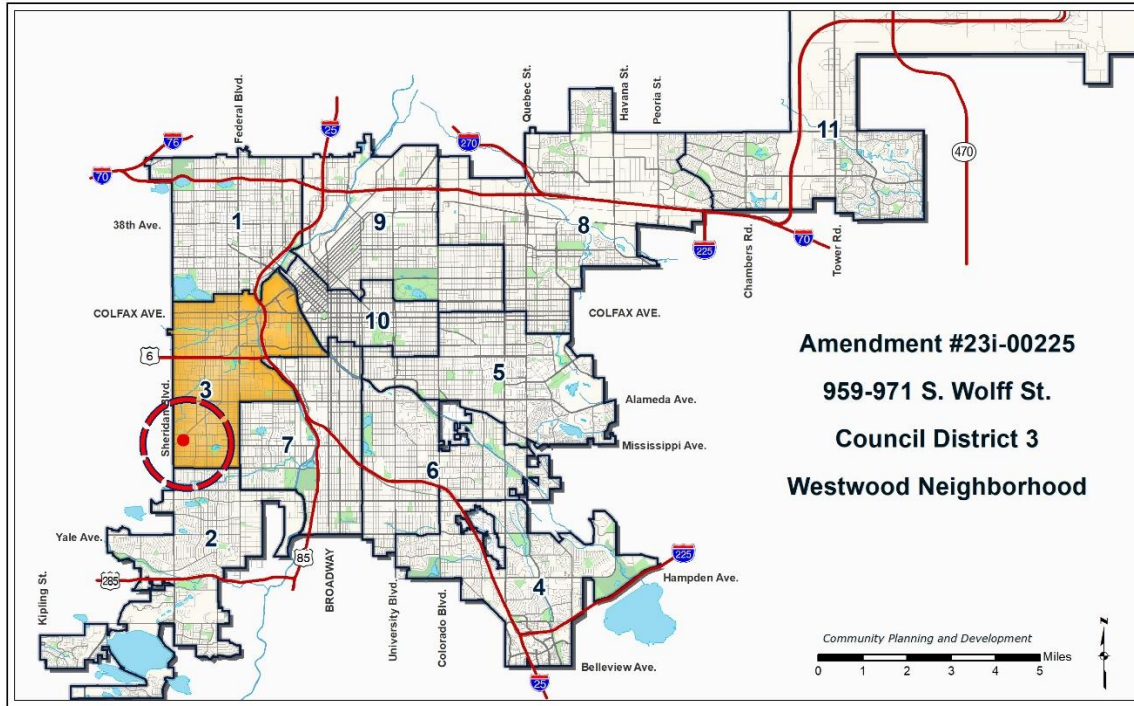 Federal Blvd.
25
Quebec St.
Havana St.
Peoria St.
76
270
11
470
70
38th Ave.
1
9
8
225
Chambers Rd.
70
Tower Rd.
COLFAX AVE.
10
COLFAX AVE.
6
3
Sheridan Blvd.
5
Alameda Ave.
Mississippi Ave.
7
6
Amendment #23i-00225
959-971 S. Wolff St.
Council District 3
Westwood Neighborhood
Yale Ave.
2
85
BROADWAY
285
Kipling St.
University Blvd.
Colorado Blvd.
4
225
Hampden Ave.
Belleview Ave.
25
Community Planning and Development
Miles
0 1 2 3 4 5
z